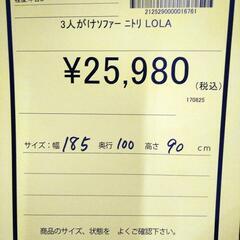 2125290000016761
3人がけソファー ニトリ LOLA
¥25,980
(税込)
170825
サイズ:幅 185 奥行 100 高さ 90 cm
商品のサイズ、状態を よくご確認下さい。